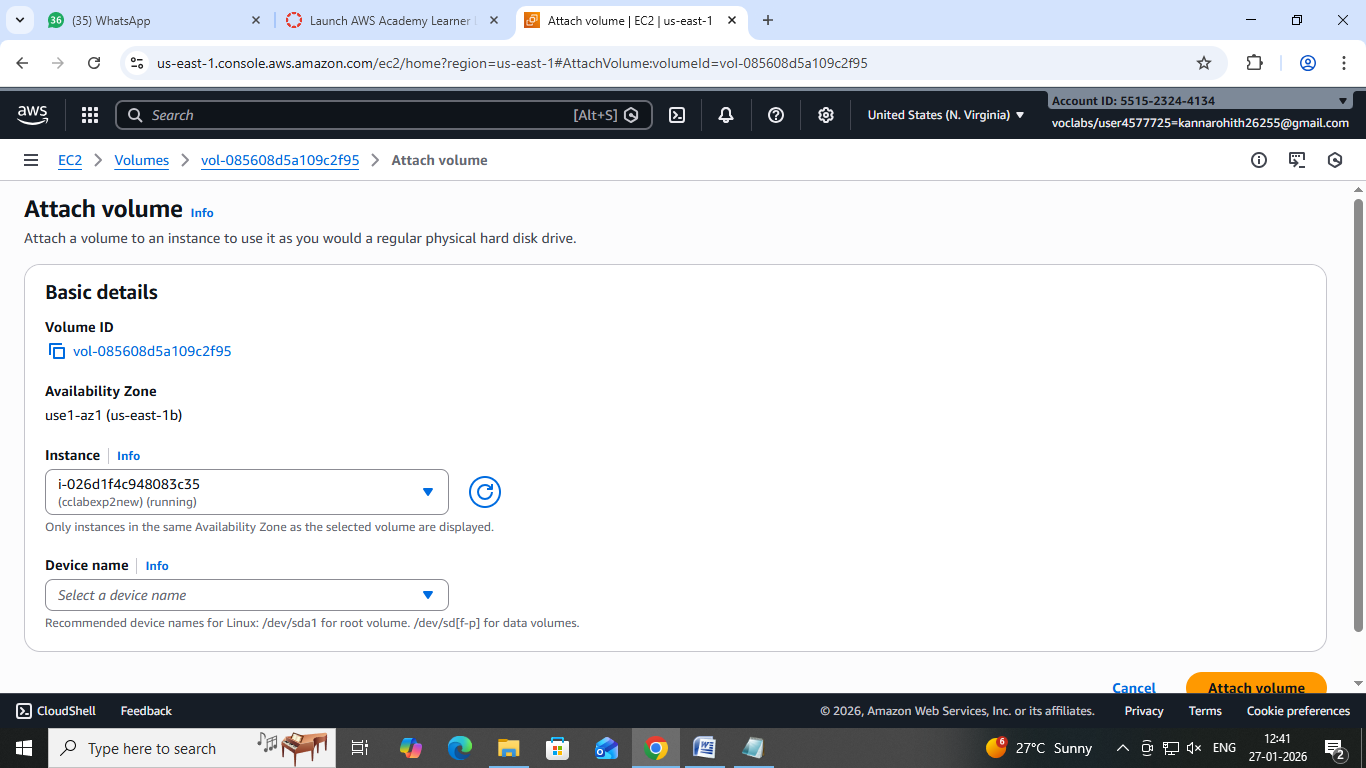 (35) WhatsApp
Launch AWS Academy Learner
Attach volume | EC2 | us-east-1
us-east-1.console.aws.amazon.com/ec2/home?region=us-east-1#AttachVolume:volumeId=vol-085608d5a109c2f95
aws
Search [Alt+S]
United States (N. Virginia)
Account ID: 5515-2324-4134
voclabs/user4577725=kannarohith26255@gmail.com
EC2 Volumes vol-085608d5a109c2f95 Attach volume
Attach volume Info
Attach a volume to an instance to use it as you would a regular physical hard disk drive.
Basic details
Volume ID
vol-085608d5a109c2f95
Availability Zone
use1-az1 (us-east-1b)
Instance Info
i-026d1f4c948083c35
(cclabexp2new) (running)
Only instances in the same Availability Zone as the selected volume are displayed.
Device name Info
Select a device name
Recommended device names for Linux: /dev/sda1 for root volume. /dev/sd[f-p] for data volumes.
Cancel Attach volume
CloudShell Feedback © 2026, Amazon Web Services, Inc. or its affiliates. Privacy Terms Cookie preferences
Type here to search
6
27°C Sunny
ENG
12:41
27-01-2026
2